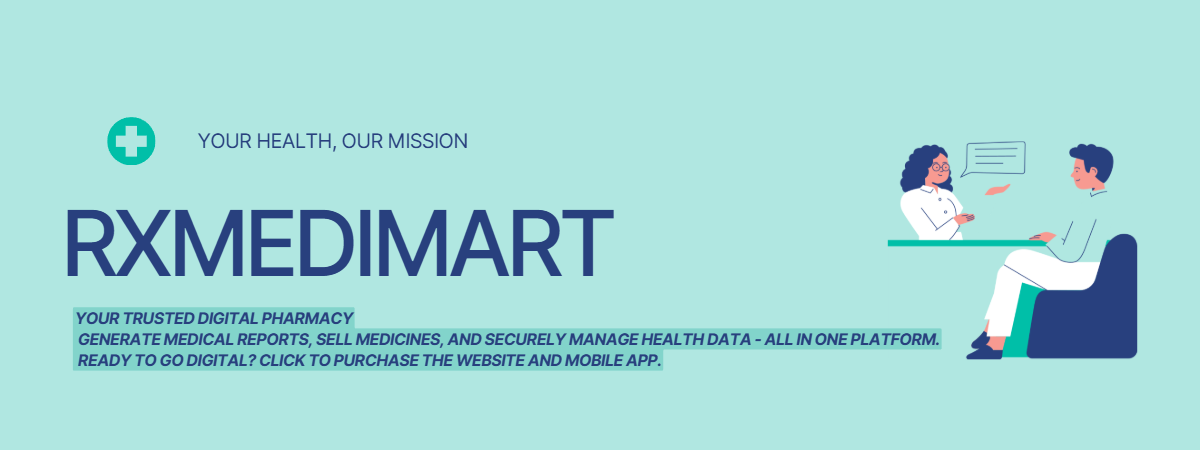 YOUR HEALTH, OUR MISSION
RXMEDIMART
YOUR TRUSTED DIGITAL PHARMACY
GENERATE MEDICAL REPORTS, SELL MEDICINES, AND SECURELY MANAGE HEALTH DATA - ALL IN ONE PLATFORM.
READY TO GO DIGITAL? CLICK TO PURCHASE THE WEBSITE AND MOBILE APP.